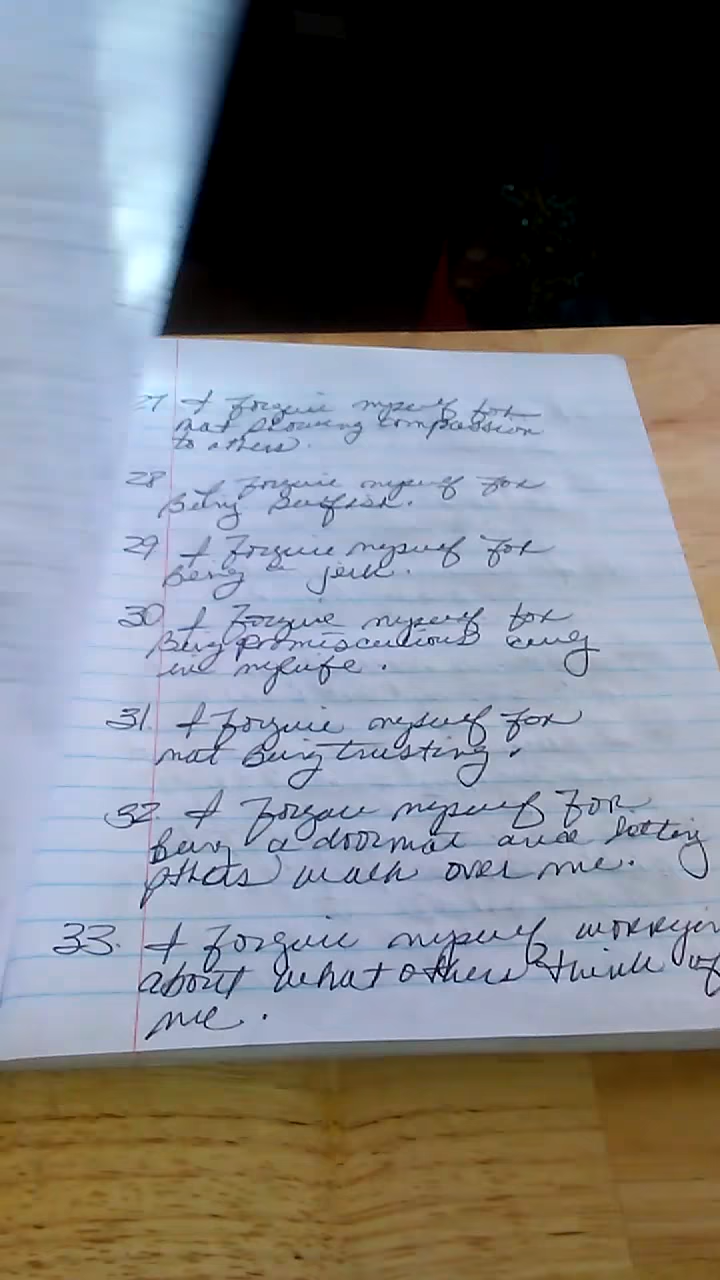 27 I forgive myself for
not showing compassion
to others.
28 I forgive myself for
Being Selfish.
29 I forgive myself for
Being a jerk.
30 I forgive myself for
Being promiscuious
in my life.
31. I forgive myself for
not Being trusting.
32. I forgive myself for
being a doormat and letting
others walk over me.
33. I forgive myself worrying
about what others think of
me.